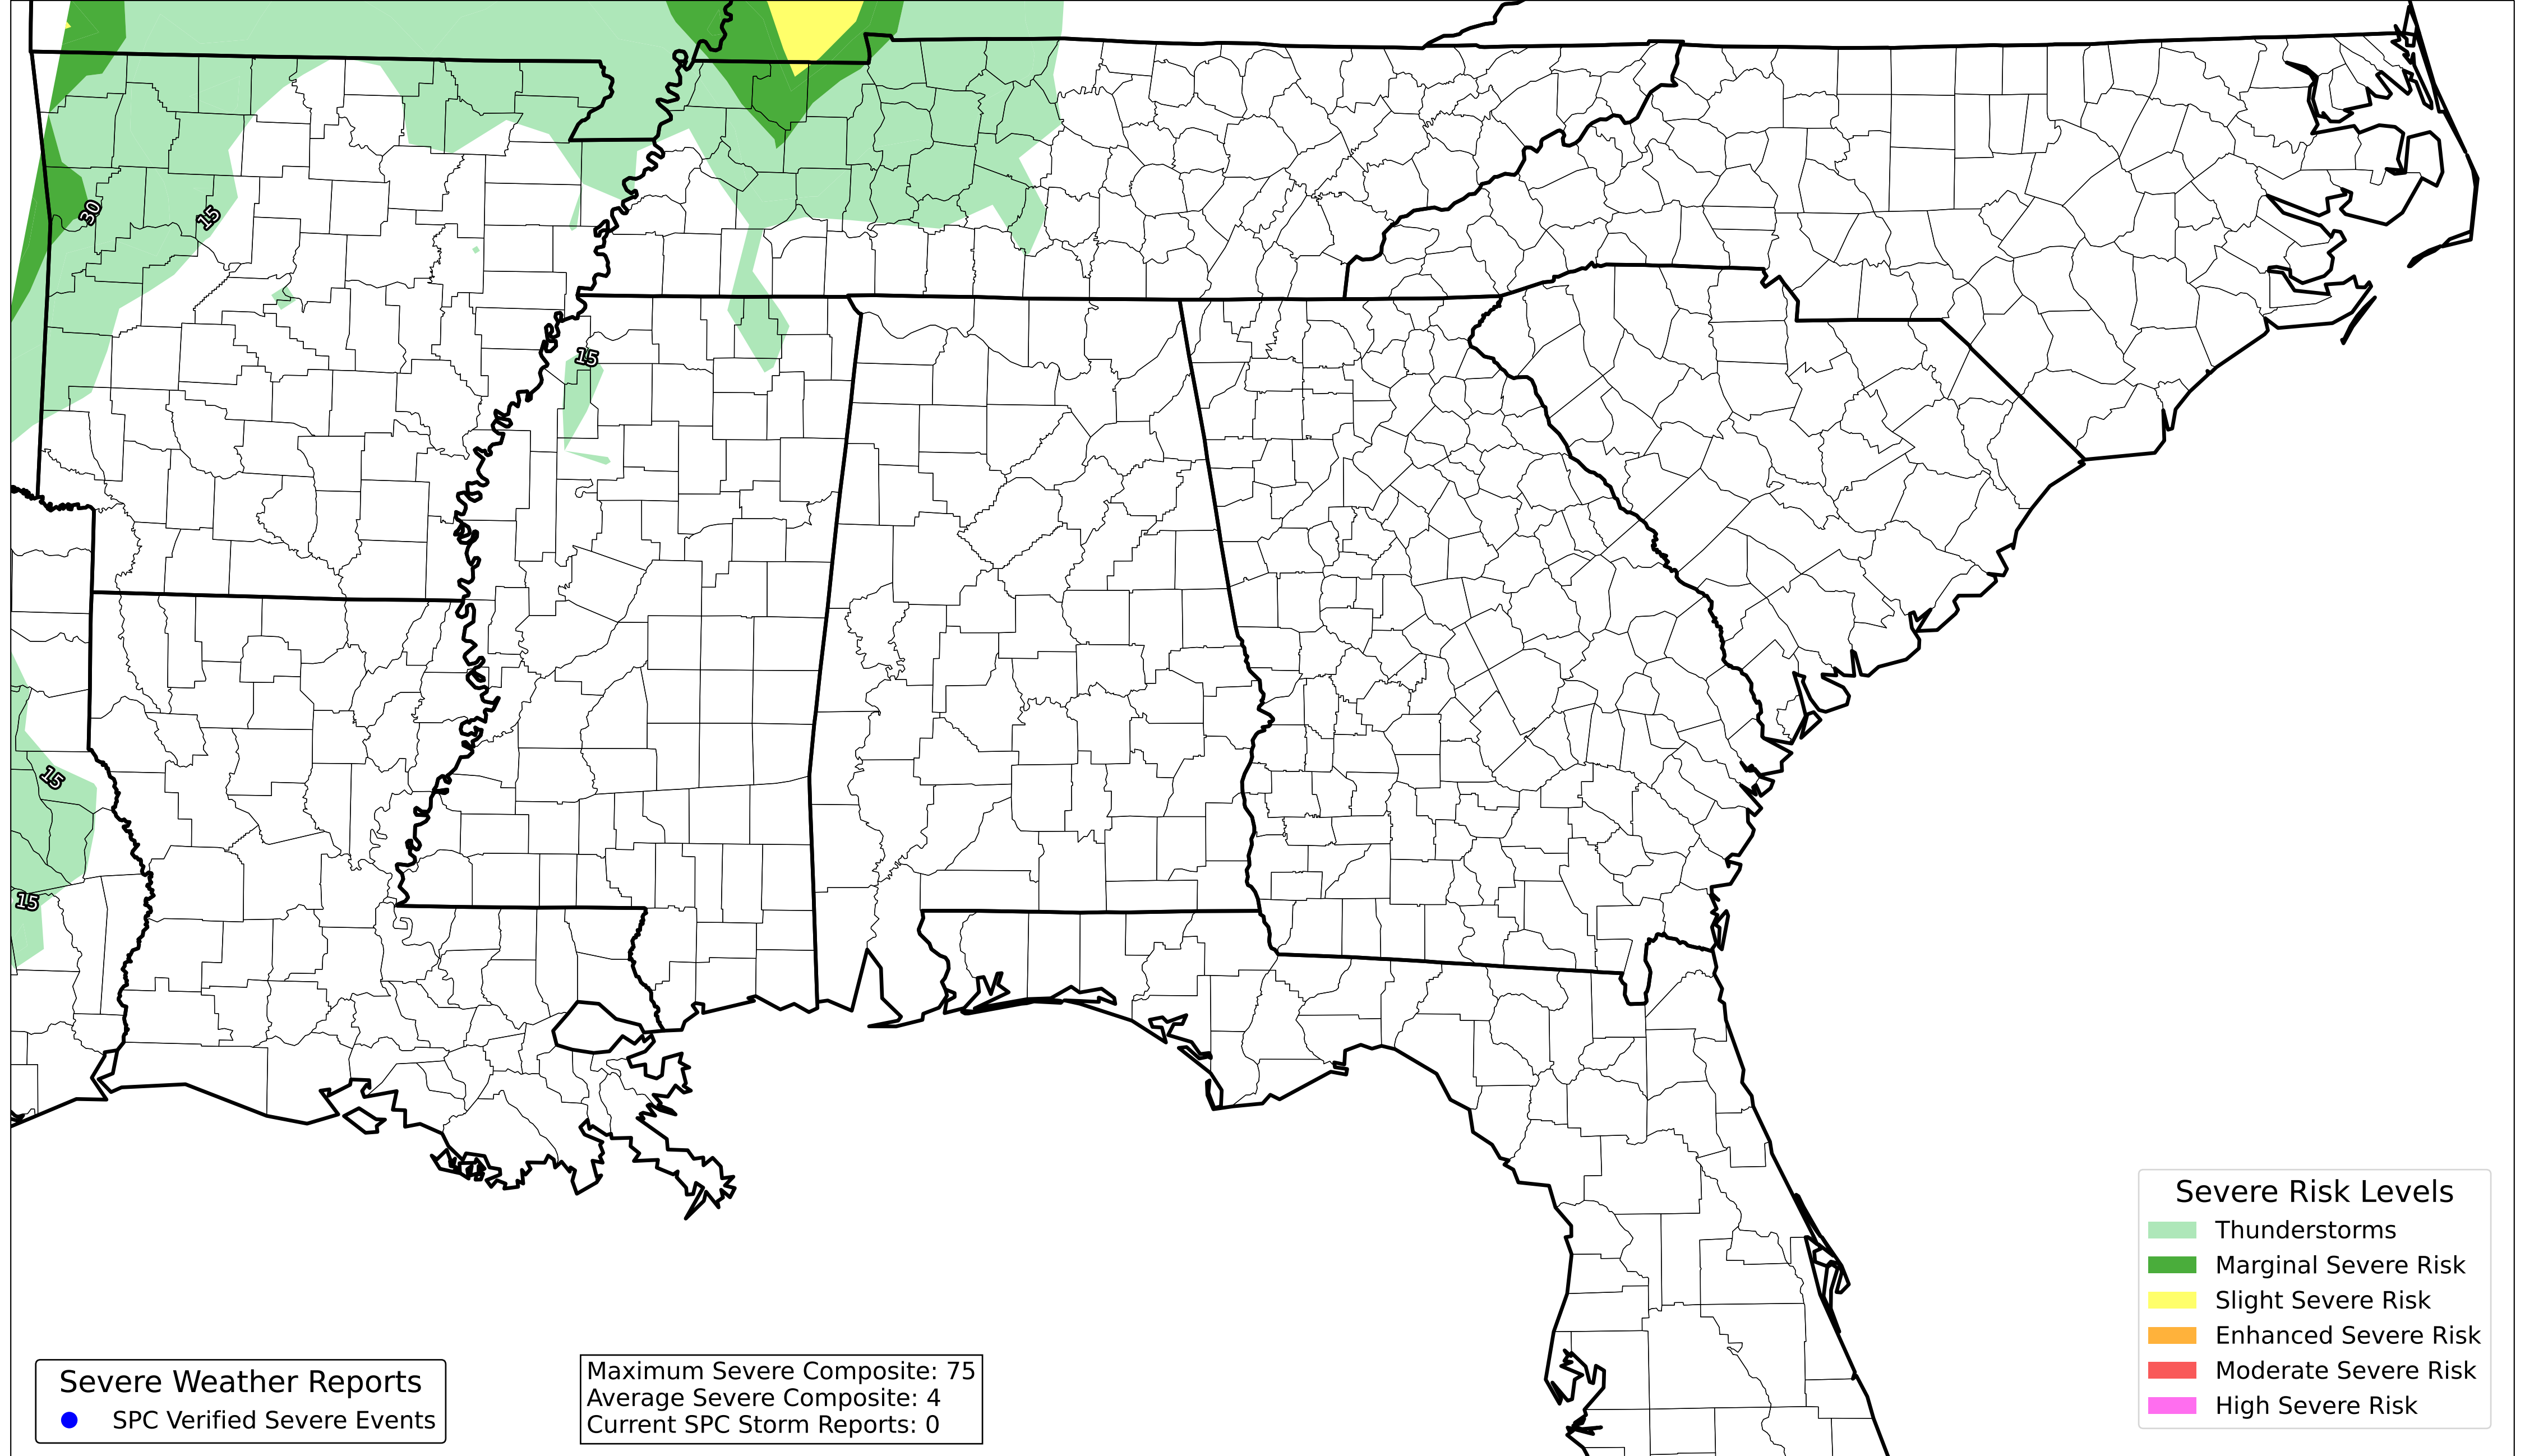 30
15
15
15
15
Severe Risk Levels
Thunderstorms
Marginal Severe Risk
Slight Severe Risk
Enhanced Severe Risk
Moderate Severe Risk
High Severe Risk
Severe Weather Reports
SPC Verified Severe Events
Maximum Severe Composite: 75
Average Severe Composite: 4
Current SPC Storm Reports: 0